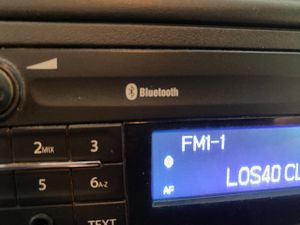 Bluetooth
2MIX
3
FM1-1
5
6A-Z
LOS40 CL
AF
TEXT